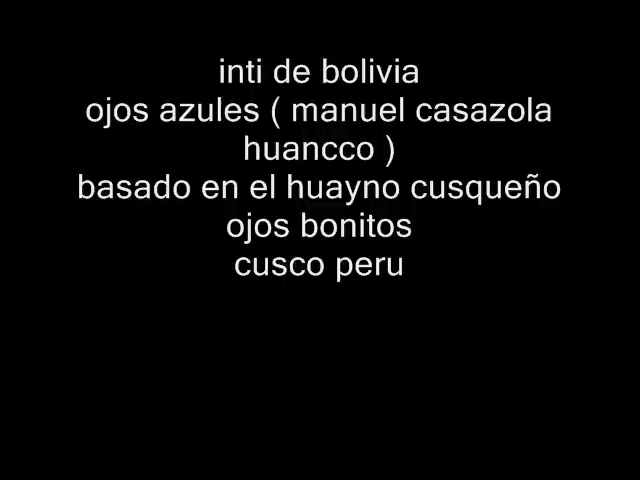 inti de bolivia
ojos azules ( manuel casazola
huancco )
basado en el huayno cusqueño
ojos bonitos
cusco peru